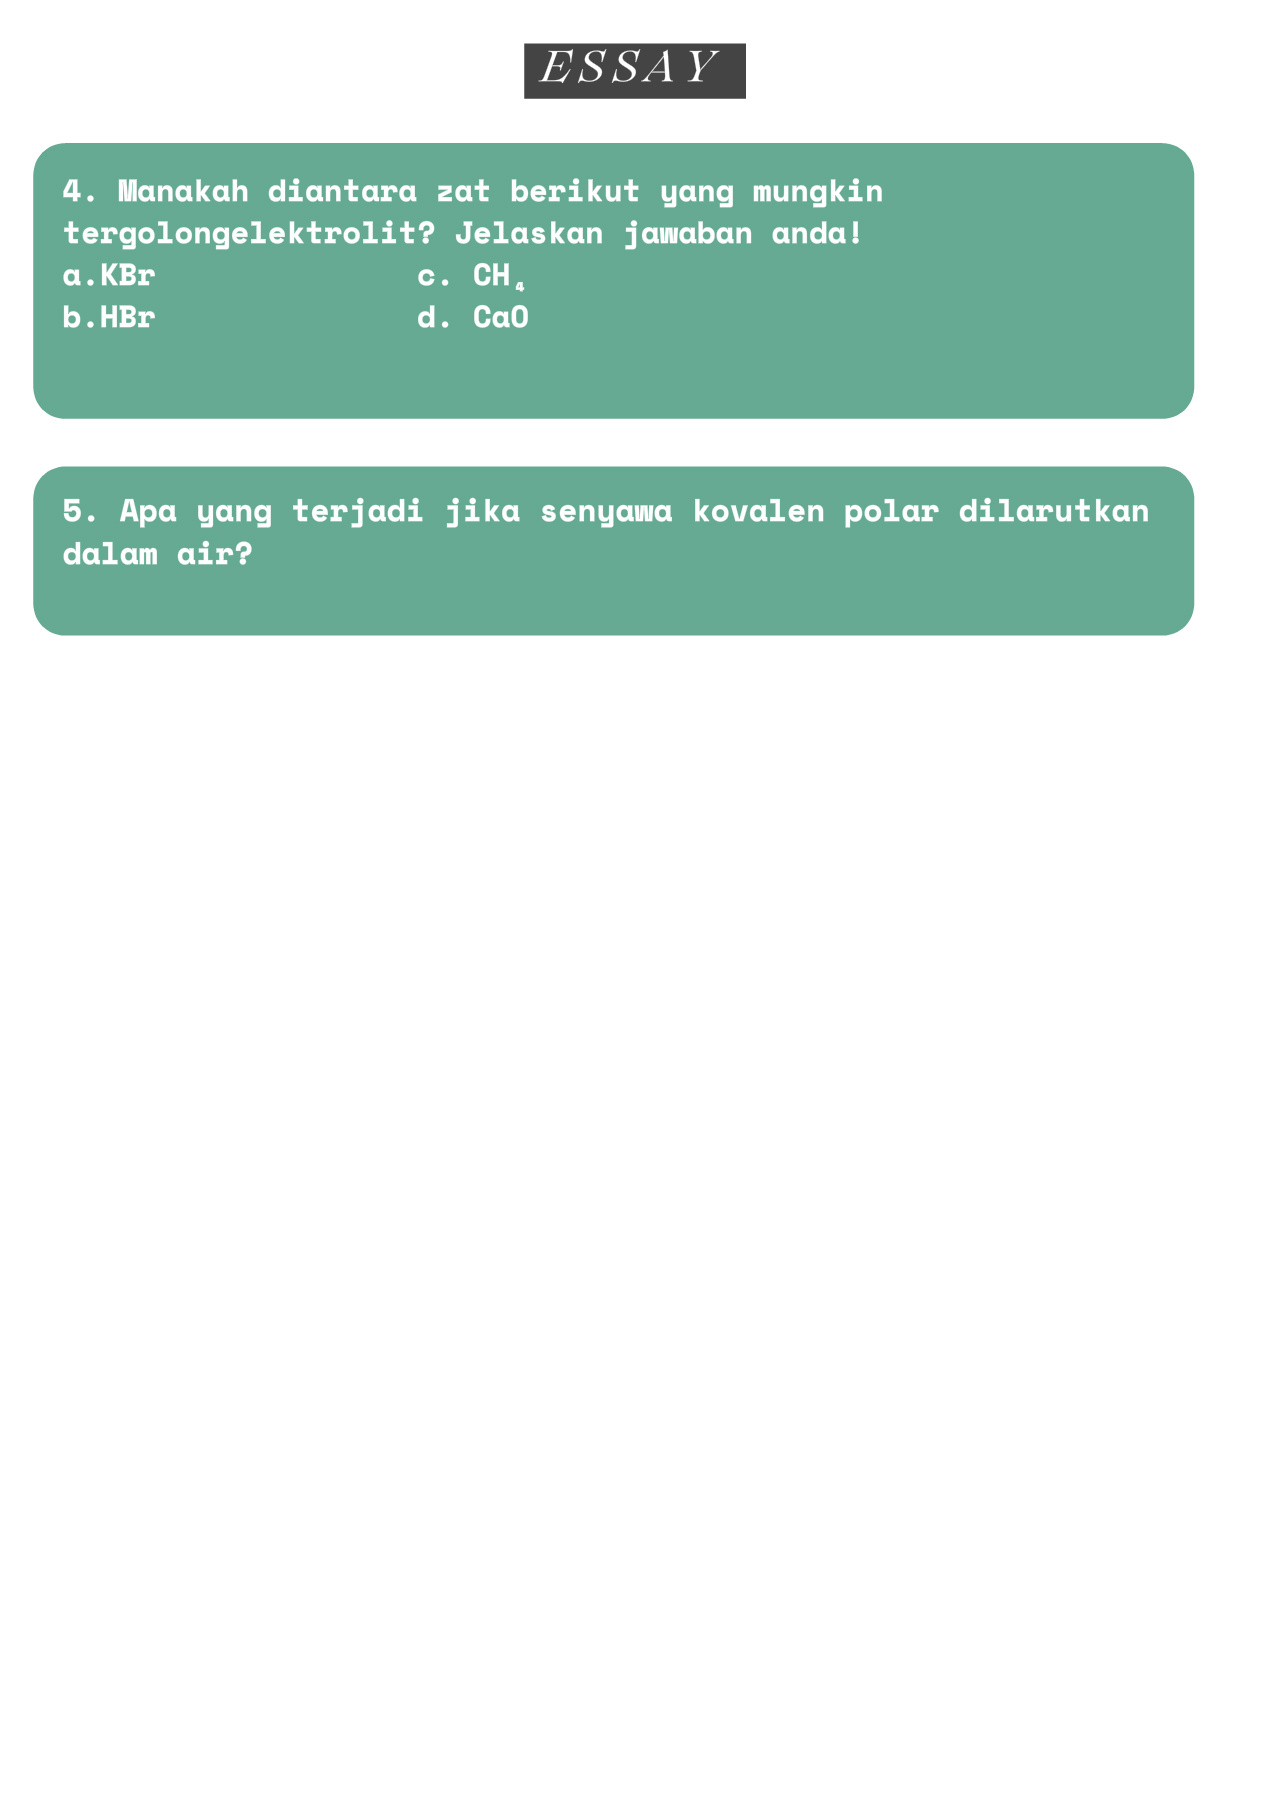 ESSAY
4. Manakah diantara zat berikut yang mungkin
tergolongelektrolit? Jelaskan jawaban anda!
a.KBr c. CH₄
b.HBr d. CaO
5. Apa yang terjadi jika senyawa kovalen polar dilarutkan
dalam air?